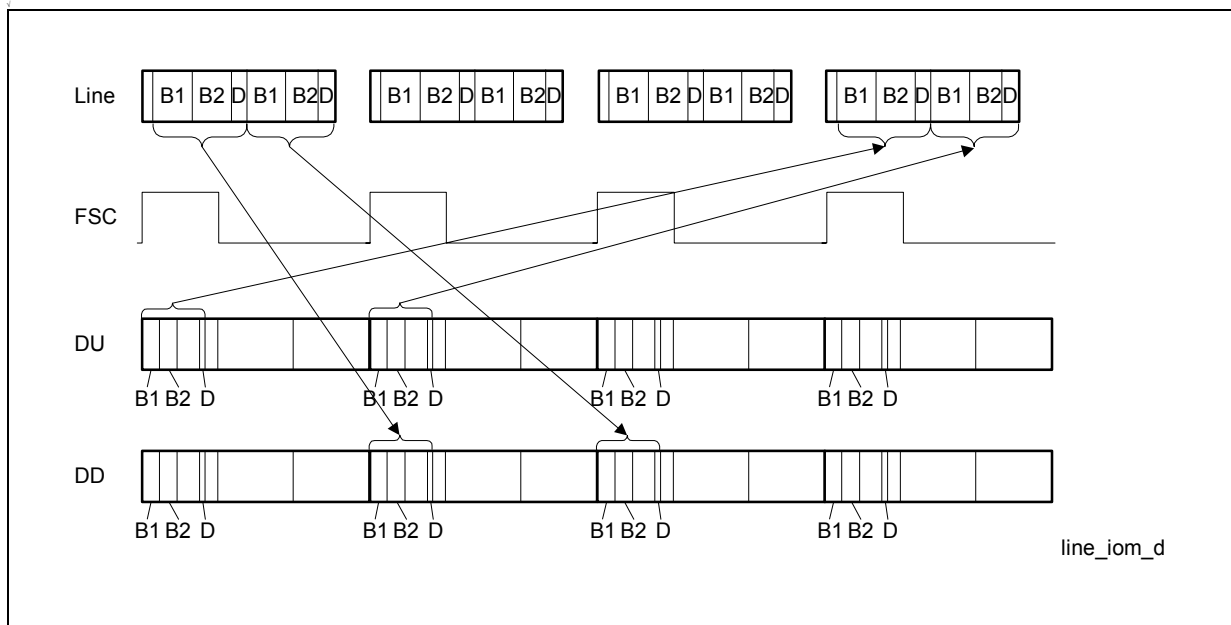 Line B1 B2 D B1 B2 D B1 B2 D B1 B2 D B1 B2 D B1 B2 D B1 B2 D B1 B2 D
FSC
DU
B1 B2 D B1 B2 D B1 B2 D B1 B2 D
DD
B1 B2 D B1 B2 D B1 B2 D B1 B2 D
line_iom_d